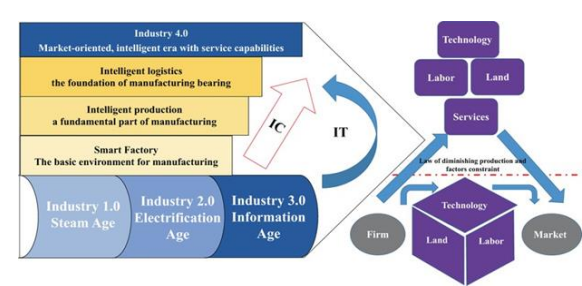 Industry 4.0
Market-oriented, intelligent era with service capabilities
Intelligent logistics
the foundation of manufacturing bearing
Intelligent production
a fundamental part of manufacturing
Smart Factory
The basic environment for manufacturing
Industry 1.0
Steam Age
Industry 2.0
Electrification
Age
Industry 3.0
Information
Age
IC
IT
Technology
Labor
Land
Services
Law of diminishing production and
factors constraint
Firm
Technology
Land
Labor
Market